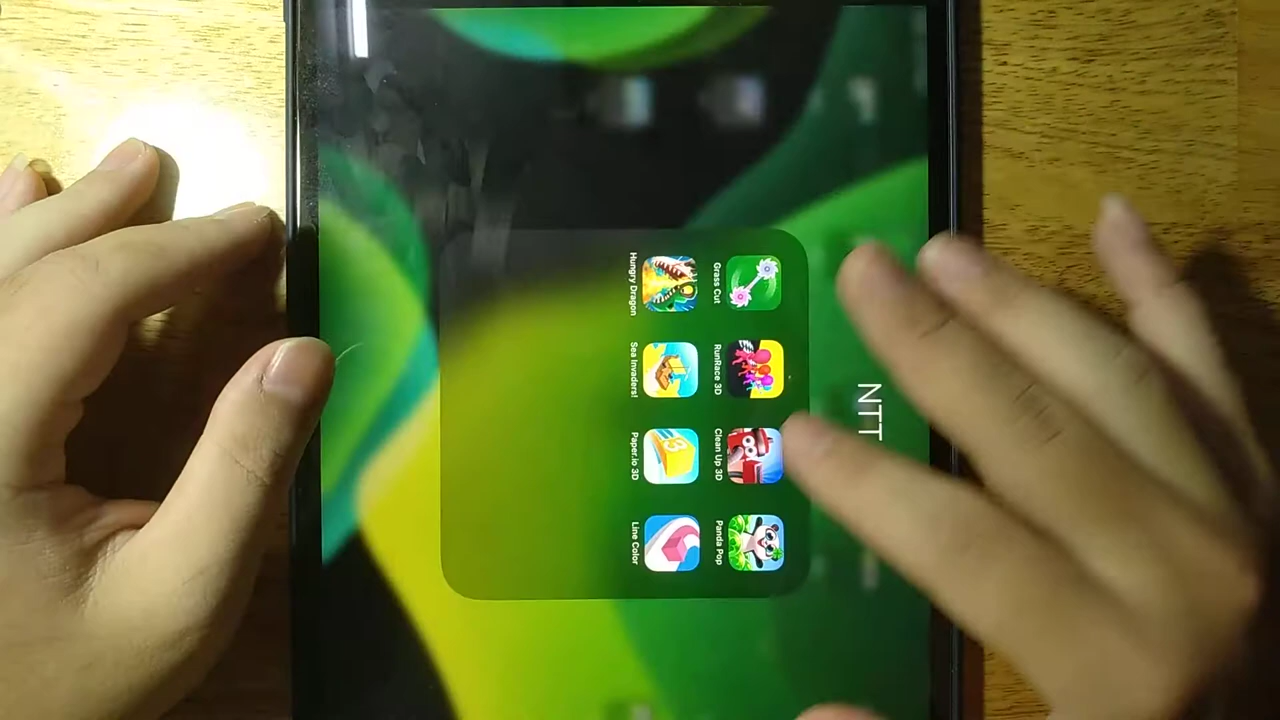 NTT
Grass Cut
RunRace 3D
Clean Up 3D
Panda Pop
Hungry Dragon
Sea Invaders!
Paper.io 3D
Line Color